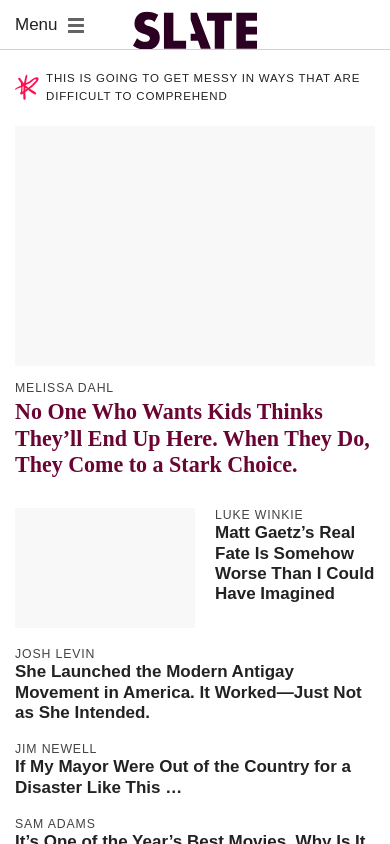 Menu
SLATE
THIS IS GOING TO GET MESSY IN WAYS THAT ARE
DIFFICULT TO COMPREHEND
MELISSA DAHL
No One Who Wants Kids Thinks
They’ll End Up Here. When They Do,
They Come to a Stark Choice.
LUKE WINKIE
Matt Gaetz’s Real
Fate Is Somehow
Worse Than I Could
Have Imagined
JOSH LEVIN
She Launched the Modern Antigay
Movement in America. It Worked—Just Not
as She Intended.
JIM NEWELL
If My Mayor Were Out of the Country for a
Disaster Like This …
SAM ADAMS
It’s One of the Year’s Best Movies. Why Is It